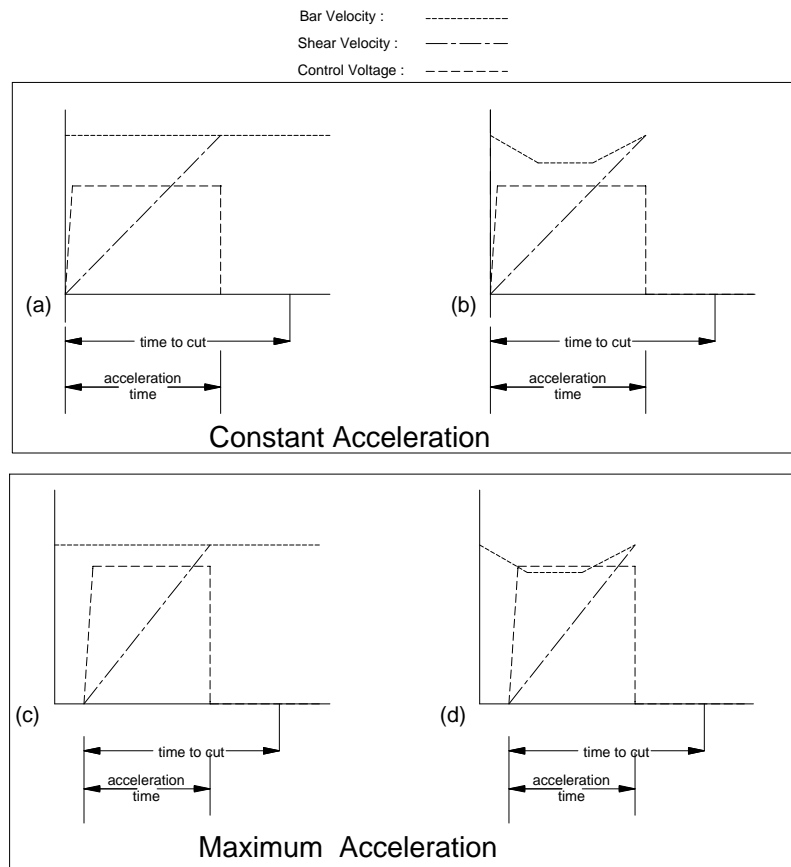 Bar Velocity :
Shear Velocity :
Control Voltage :
(a)
time to cut
acceleration
time
(b)
time to cut
acceleration
time
Constant Acceleration
(c)
time to cut
acceleration
time
(d)
time to cut
acceleration
time
Maximum Acceleration